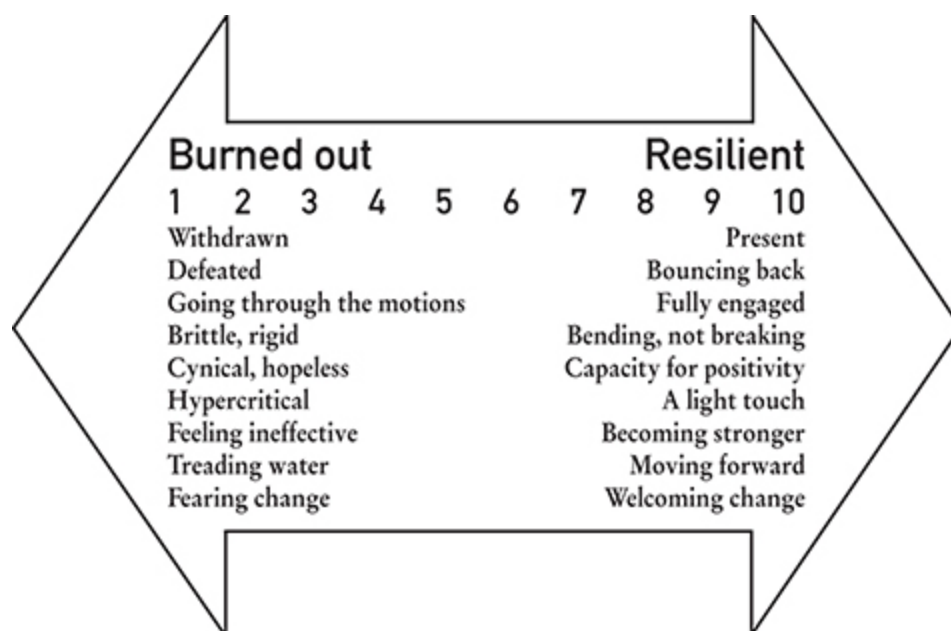 Burned out Resilient
1 2 3 4 5 6 7 8 9 10
Withdrawn Present
Defeated Bouncing back
Going through the motions Fully engaged
Brittle, rigid Bending, not breaking
Cynical, hopeless Capacity for positivity
Hypercritical A light touch
Feeling ineffective Becoming stronger
Treading water Moving forward
Fearing change Welcoming change